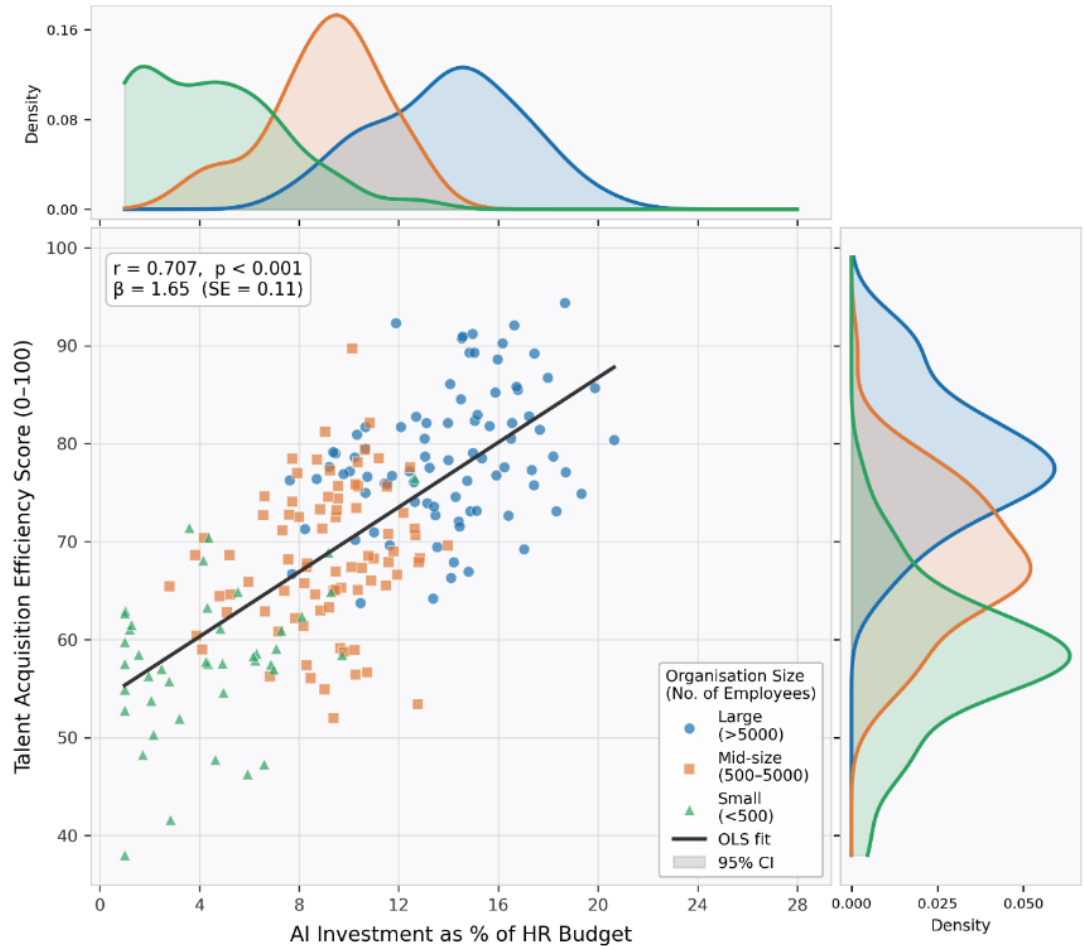 0.16
0.08
0.00
Density
r = 0.707, p < 0.001
β = 1.65 (SE = 0.11)
100
90
80
70
60
50
40
Talent Acquisition Efficiency Score (0–100)
Organisation Size
(No. of Employees)
Large
(>5000)
Mid-size
(500–5000)
Small
(<500)
OLS fit
95% CI
0 4 8 12 16 20 24 28
AI Investment as % of HR Budget
0.000 0.025 0.050
Density